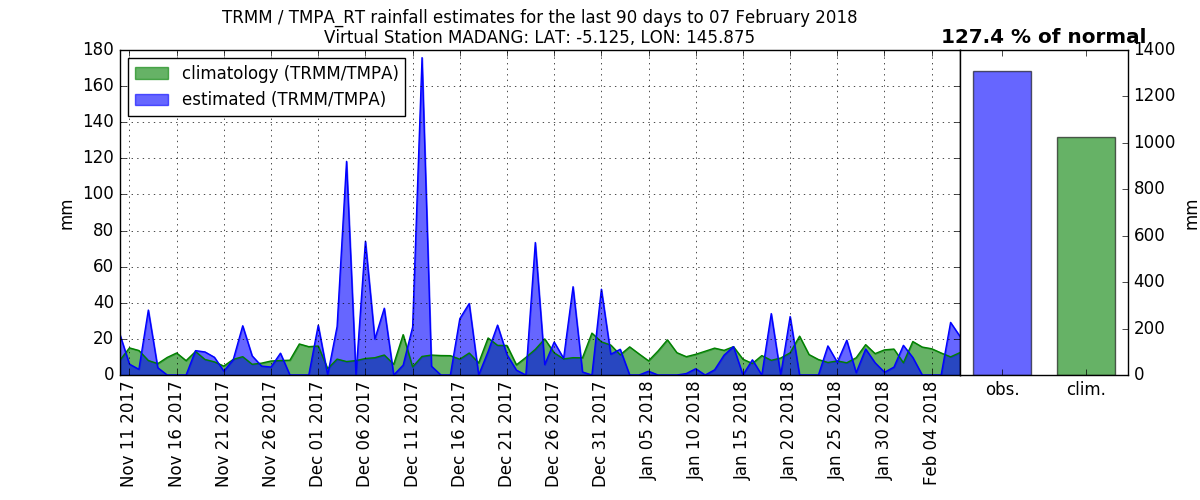 TRMM / TMPA_RT rainfall estimates for the last 90 days to 07 February 2018
Virtual Station MADANG: LAT: -5.125, LON: 145.875
127.4 % of normal
climatology (TRMM/TMPA)
estimated (TRMM/TMPA)
180
160
140
120
100
80
60
40
20
0
mm
Nov 11 2017
Nov 16 2017
Nov 21 2017
Nov 26 2017
Dec 01 2017
Dec 06 2017
Dec 11 2017
Dec 16 2017
Dec 21 2017
Dec 26 2017
Dec 31 2017
Jan 05 2018
Jan 10 2018
Jan 15 2018
Jan 20 2018
Jan 25 2018
Jan 30 2018
Feb 04 2018
obs.
clim.
1400
1200
1000
800
600
400
200
0
mm